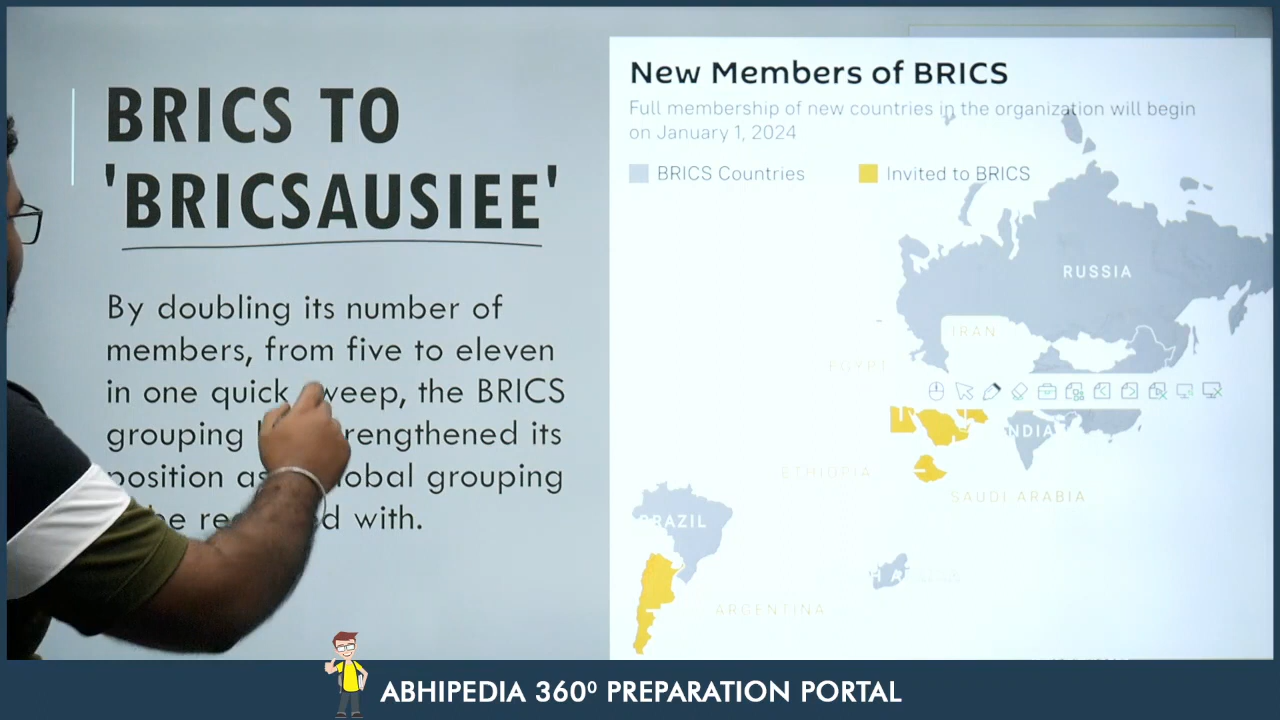 BRICS TO
'BRICSAUSIEE'
By doubling its number of
members, from five to eleven
in one quick the BRICS
grouping its
position as grouping
with.
New Members of BRICS
Full membership of new countries in the organization will begin
on January 1, 2024
BRICS Countries
Invited to BRICS
RUSSIA
IRAN
EGYPT
ETHIOPIA
SAUDI ARABIA
BRAZIL
ARGENTINA
ABHIPEDIA 360⁰ PREPARATION PORTAL